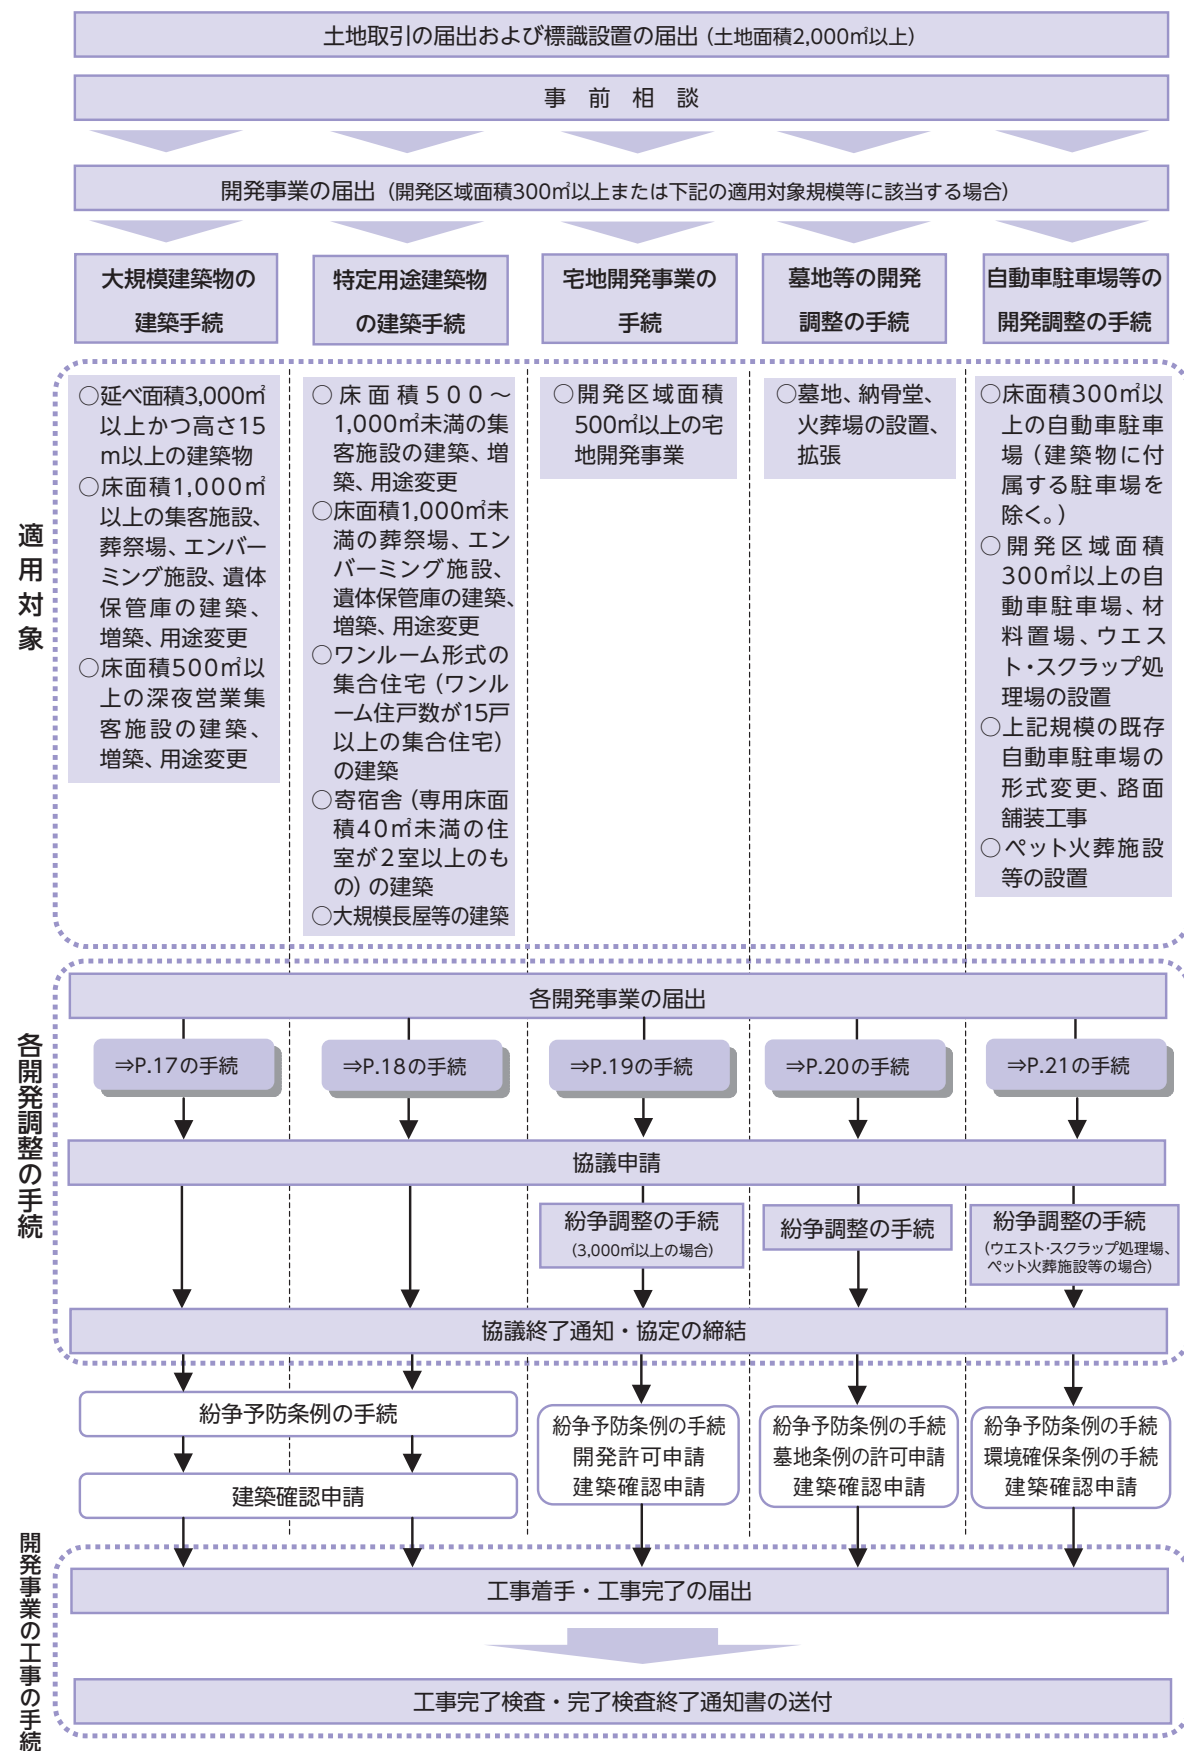 土地取引の届出および標識設置の届出（土地面積2,000㎡以上）
事前相談
開発事業の届出（開発区域面積300㎡以上または下記の適用対象規模等に該当する場合）
大規模建築物の
建築手続
特定用途建築物
の建築手続
宅地開発事業の
手続
墓地等の開発
調整の手続
自動車駐車場等の
開発調整の手続
適用対象
○延べ面積3,000㎡
以上かつ高さ15
m以上の建築物
○床面積1,000㎡
以上の集客施設、
葬祭場、エンバー
ミング施設、遺体
保管庫の建築、
増築、用途変更
○床面積500㎡以
上の深夜営業集
客施設の建築、
増築、用途変更
○床面積500～
1,000㎡未満の集
客施設の建築、増
築、用途変更
○床面積1,000㎡未
満の葬祭場、エン
バーミング施設、
遺体保管庫の建築、
増築、用途変更
○ワンルーム形式の
集合住宅（ワンル
ーム住戸数が15戸
以上の集合住宅）
の建築
○寄宿舎（専用床面
積40㎡未満の住
室が2室以上のも
の）の建築
○大規模長屋等の建築
○開発区域面積
500㎡以上の宅
地開発事業
○墓地、納骨堂、
火葬場の設置、
拡張
○床面積300㎡以
上の自動車駐車
場（建築物に付
属する駐車場を
除く。）
○開発区域面積
300㎡以上の自
動車駐車場、材
料置場、ウエス
ト・スクラップ処
理場の設置
○上記規模の既存
自動車駐車場の
形式変更、路面
舗装工事
○ペット火葬施設
等の設置
各開発調整の手続
各開発事業の届出
⇒P.17の手続
⇒P.18の手続
⇒P.19の手続
⇒P.20の手続
⇒P.21の手続
協議申請
紛争調整の手続
（3,000㎡以上の場合）
紛争調整の手続
紛争調整の手続
（ウエスト・スクラップ処理場、
ペット火葬施設等の場合）
協議終了通知・協定の締結
紛争予防条例の手続
建築確認申請
紛争予防条例の手続
開発許可申請
建築確認申請
紛争予防条例の手続
墓地条例の許可申請
建築確認申請
紛争予防条例の手続
環境確保条例の手続
建築確認申請
開発事業の工事の手続
工事着手・工事完了の届出
工事完了検査・完了検査終了通知書の送付